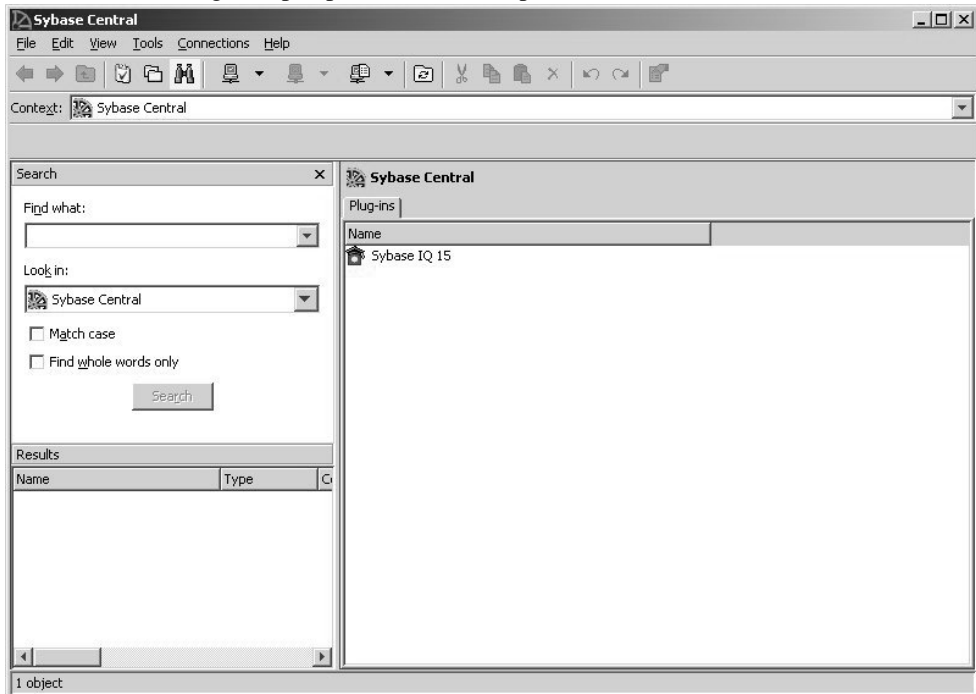 Sybase Central
File Edit View Tools Connections Help
Context: Sybase Central
Search
Find what:
Look in:
Sybase Central
Match case
Find whole words only
Search
Results
Name Type
Sybase Central
Plug-ins
Name
Sybase IQ 15
1 object